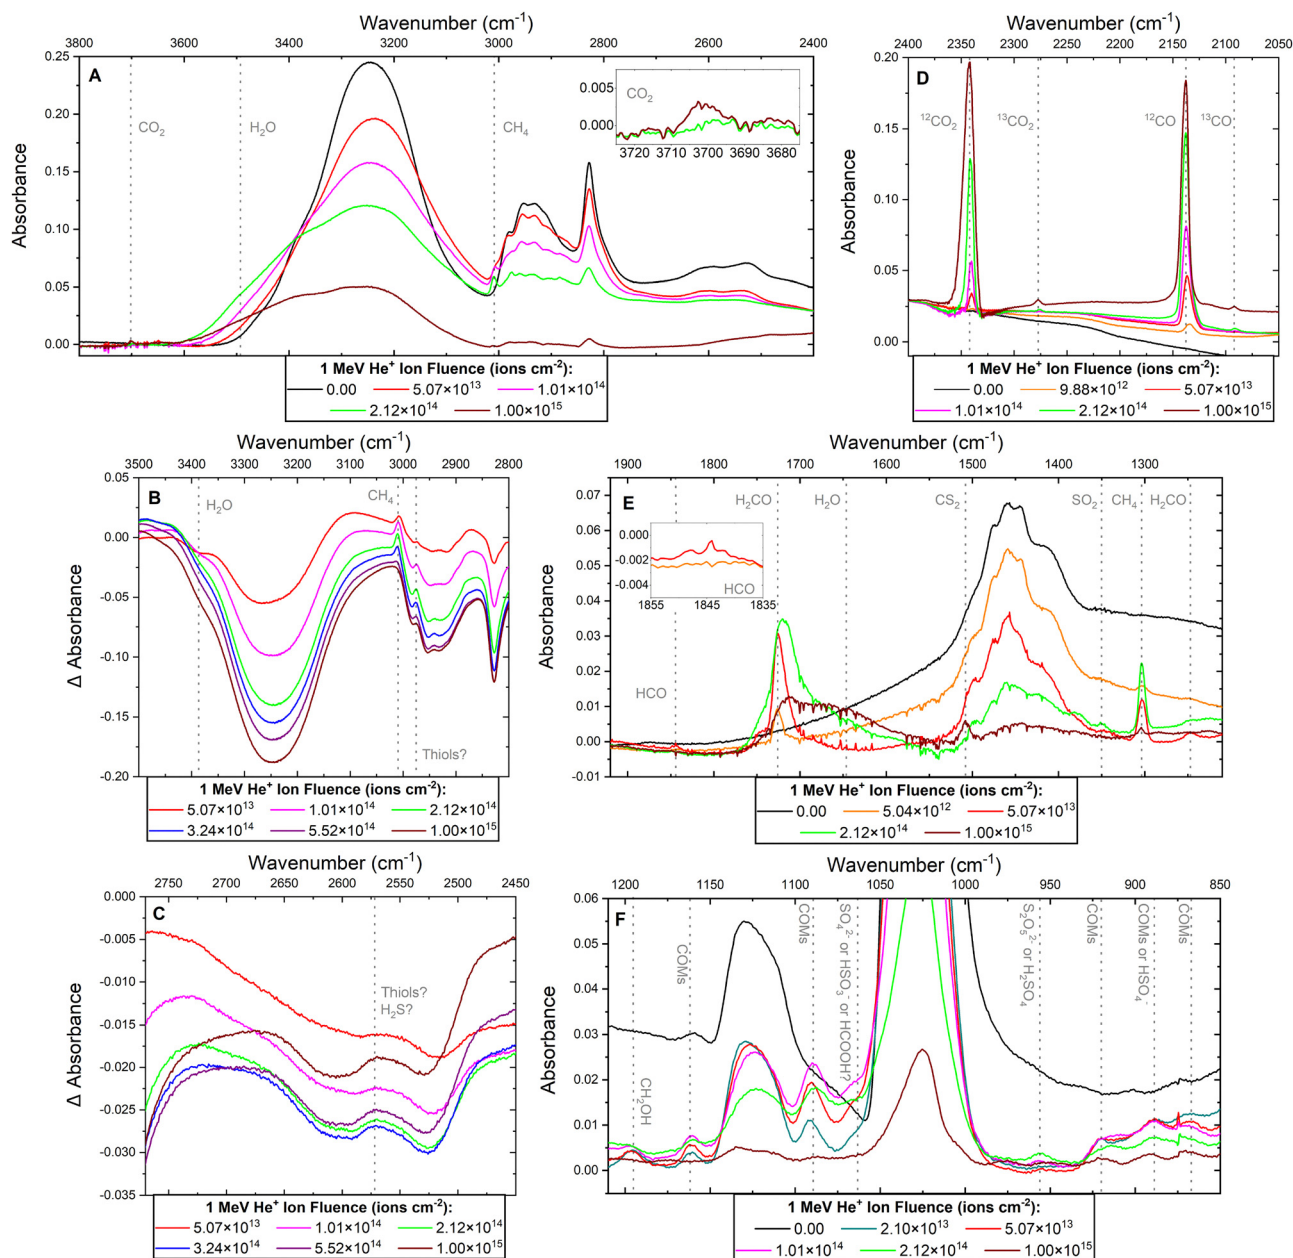 Wavenumber (cm⁻¹)
3800 3600 3400 3200 3000 2800 2600 2400
0.25
0.20
0.15
0.10
0.05
0.00
Absorbance
A
CO₂
H₂O
CH₄
CO₂
0.005
0.000
3720 3710 3700 3690 3680
1 MeV He⁺ Ion Fluence (ions cm⁻²):
0.00 5.07×10¹³ 1.01×10¹⁴
2.12×10¹⁴ 1.00×10¹⁵
Wavenumber (cm⁻¹)
2400 2350 2300 2250 2200 2150 2100 2050
0.20
0.15
0.10
0.05
0.00
Absorbance
D
¹²CO₂
¹³CO₂
¹²CO
¹³CO
1 MeV He⁺ Ion Fluence (ions cm⁻²):
0.00 9.88×10¹² 5.07×10¹³
1.01×10¹⁴ 2.12×10¹⁴ 1.00×10¹⁵
Wavenumber (cm⁻¹)
3500 3400 3300 3200 3100 3000 2900 2800
0.05
0.00
-0.05
-0.10
-0.15
-0.20
Δ Absorbance
B
H₂O
CH₄
Thiols?
1 MeV He⁺ Ion Fluence (ions cm⁻²):
5.07×10¹³ 1.01×10¹⁴ 2.12×10¹⁴
3.24×10¹⁴ 5.52×10¹⁴ 1.00×10¹⁵
Wavenumber (cm⁻¹)
1900 1800 1700 1600 1500 1400 1300
0.07
0.06
0.05
0.04
0.03
0.02
0.01
0.00
-0.01
Absorbance
E
H₂CO
H₂O
CS₂
SO₂
CH₄
H₂CO
0.000
-0.002
-0.004
HCO
1855 1845 1835
HCO
1 MeV He⁺ Ion Fluence (ions cm⁻²):
0.00 5.04×10¹² 5.07×10¹³
2.12×10¹⁴ 1.00×10¹⁵
Wavenumber (cm⁻¹)
2750 2700 2650 2600 2550 2500 2450
0.000
-0.005
-0.010
-0.015
-0.020
-0.025
-0.030
-0.035
Δ Absorbance
C
Thiols?
H₂S?
1 MeV He⁺ Ion Fluence (ions cm⁻²):
5.07×10¹³ 1.01×10¹⁴ 2.12×10¹⁴
3.24×10¹⁴ 5.52×10¹⁴ 1.00×10¹⁵
Wavenumber (cm⁻¹)
1200 1150 1100 1050 1000 950 900 850
0.06
0.05
0.04
0.03
0.02
0.01
0.00
Absorbance
F
CH₂OH
COMs
COMs
SO₄²⁻ or HSO₃⁻ or HCOOH?
S₂O₅²⁻ or H₂SO₄
COMs
COMs or HSO₄⁻
COMs
1 MeV He⁺ Ion Fluence (ions cm⁻²):
0.00 2.10×10¹³ 5.07×10¹³
1.01×10¹⁴ 2.12×10¹⁴ 1.00×10¹⁵